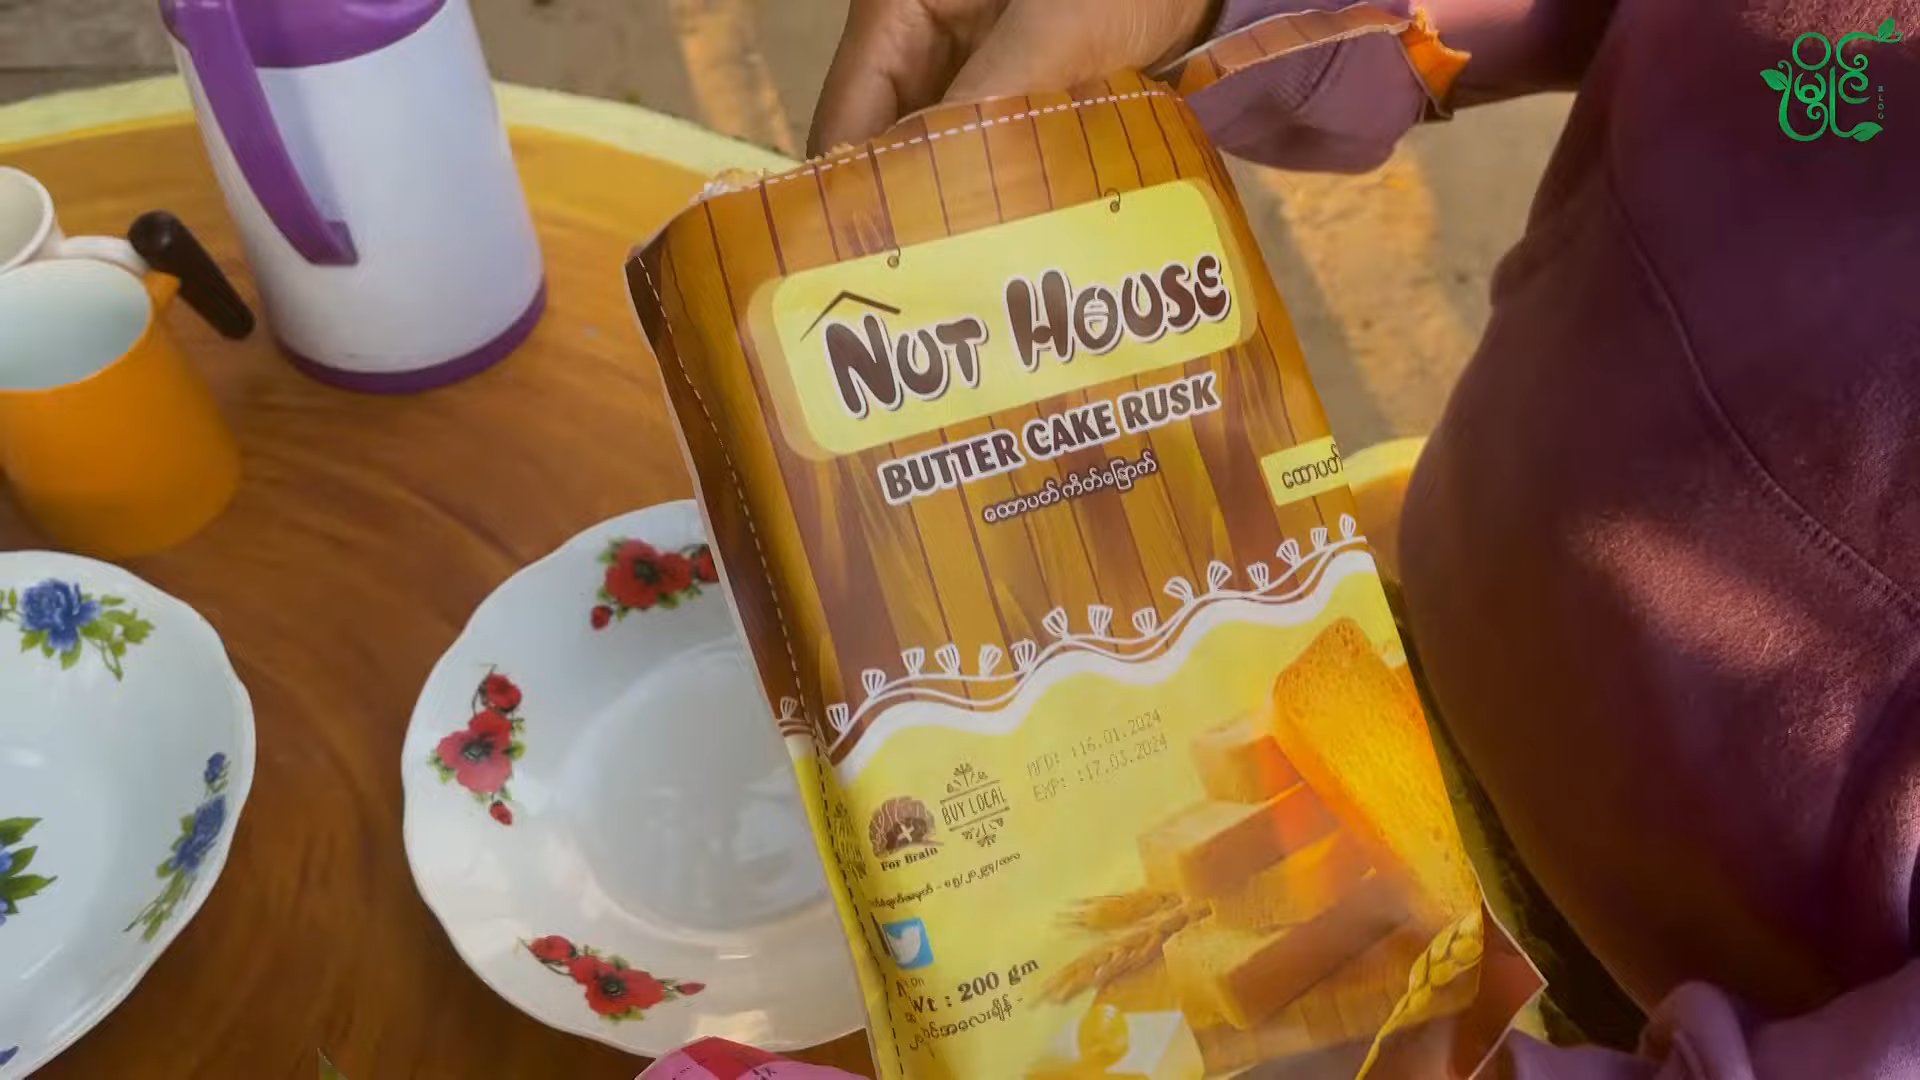 NUT HOUSE
BUTTER CAKE RUSK
ထောပတ်ကိတ်ခြောက်
ထောပတ်
MFD: :16.01.2024
EXP: :17.03.2024
BUY LOCAL
For Brain
Wt : 200 gm